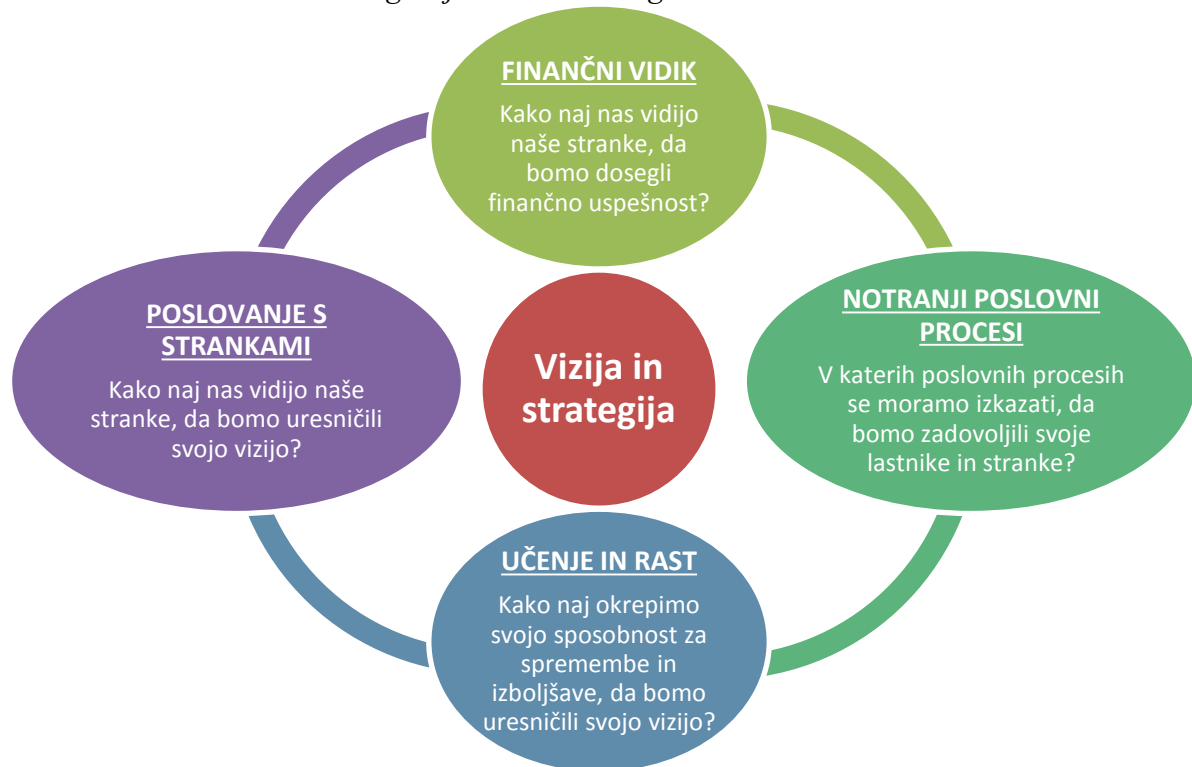 FINANČNI VIDIK
Kako naj nas vidijo
naše stranke, da
bomo dosegli
finančno uspešnost?
POSLOVANJE S
STRANKAMI
Kako naj nas vidijo naše
stranke, da bomo uresničili
svojo vizijo?
Vizija in
strategija
NOTRANJI POSLOVNI
PROCESI
V katerih poslovnih procesih
se moramo izkazati, da
bomo zadovoljili svoje
lastnike in stranke?
UČENJE IN RAST
Kako naj okrepimo
svojo sposobnost za
spremembe in
izboljšave, da bomo
uresničili svojo vizijo?